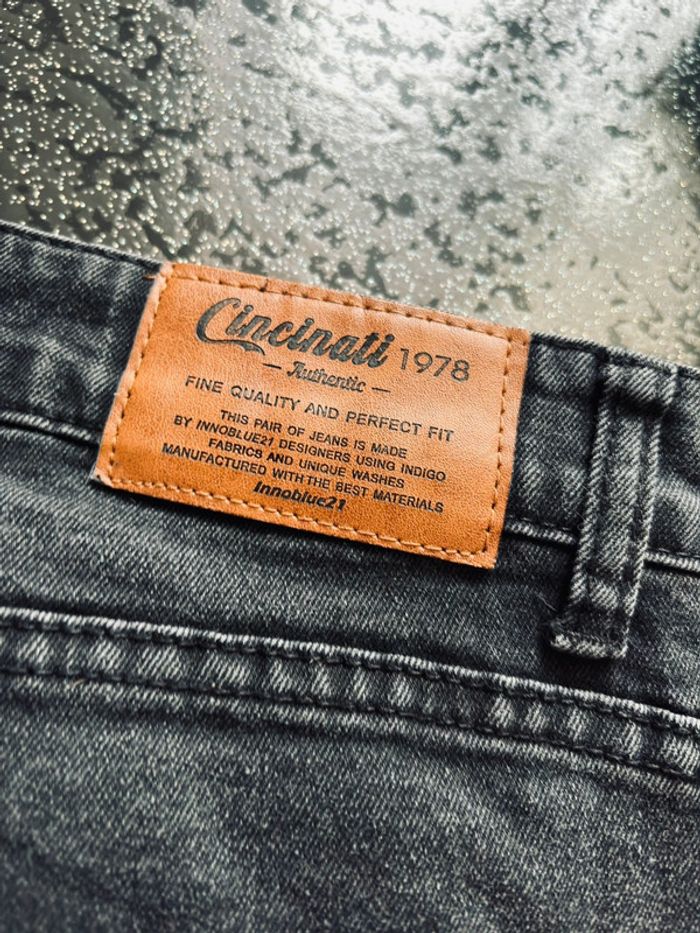 Cincinati 1978
— Authentic —
FINE QUALITY AND PERFECT FIT
THIS PAIR OF JEANS IS MADE
BY INNOBLUE21 DESIGNERS USING INDIGO
FABRICS AND UNIQUE WASHES
MANUFACTURED WITH THE BEST MATERIALS
Innoblue21